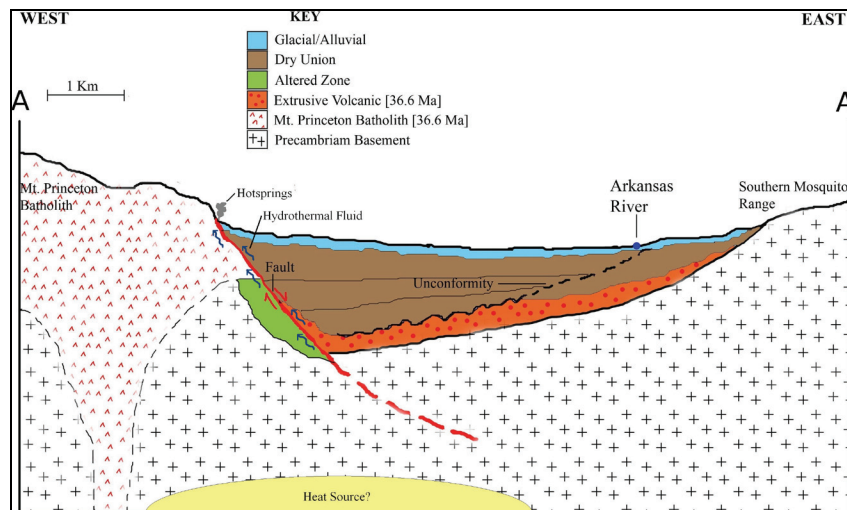 WEST
KEY
EAST
Glacial/Alluvial
Dry Union
Altered Zone
Extrusive Volcanic [36.6 Ma]
Mt. Princeton Batholith [36.6 Ma]
Precambriam Basement
1 Km
A
A
Mt. Princeton
Batholith
Hotsprings
Hydrothermal Fluid
Fault
Unconformity
Arkansas
River
Southern Mosquito
Range
Heat Source?